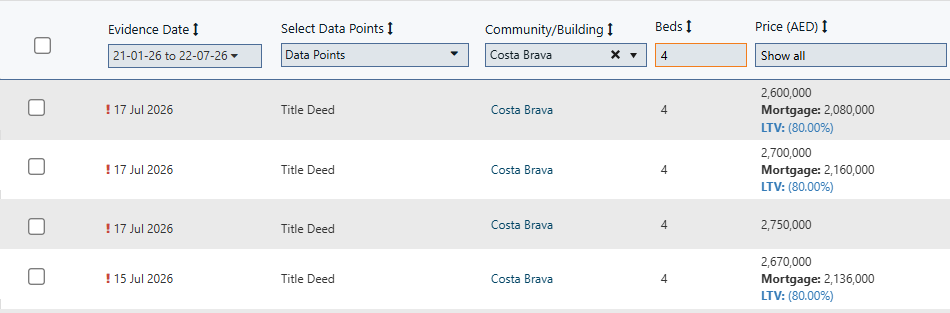 Evidence Date Select Data Points Community/Building Beds Price (AED)
21-01-26 to 22-07-26 Data Points Costa Brava 4 Show all
! 17 Jul 2026 Title Deed Costa Brava 4 2,600,000
Mortgage: 2,080,000
LTV: (80.00%)
! 17 Jul 2026 Title Deed Costa Brava 4 2,700,000
Mortgage: 2,160,000
LTV: (80.00%)
! 17 Jul 2026 Title Deed Costa Brava 4 2,750,000
! 15 Jul 2026 Title Deed Costa Brava 4 2,670,000
Mortgage: 2,136,000
LTV: (80.00%)